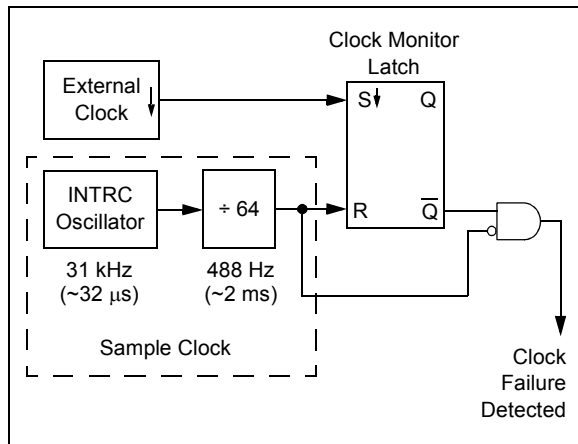 Clock Monitor
Latch
External
Clock
S
Q
INTRC
Oscillator
÷ 64
R
Q̅
31 kHz
(~32 μs)
488 Hz
(~2 ms)
Sample Clock
Clock
Failure
Detected